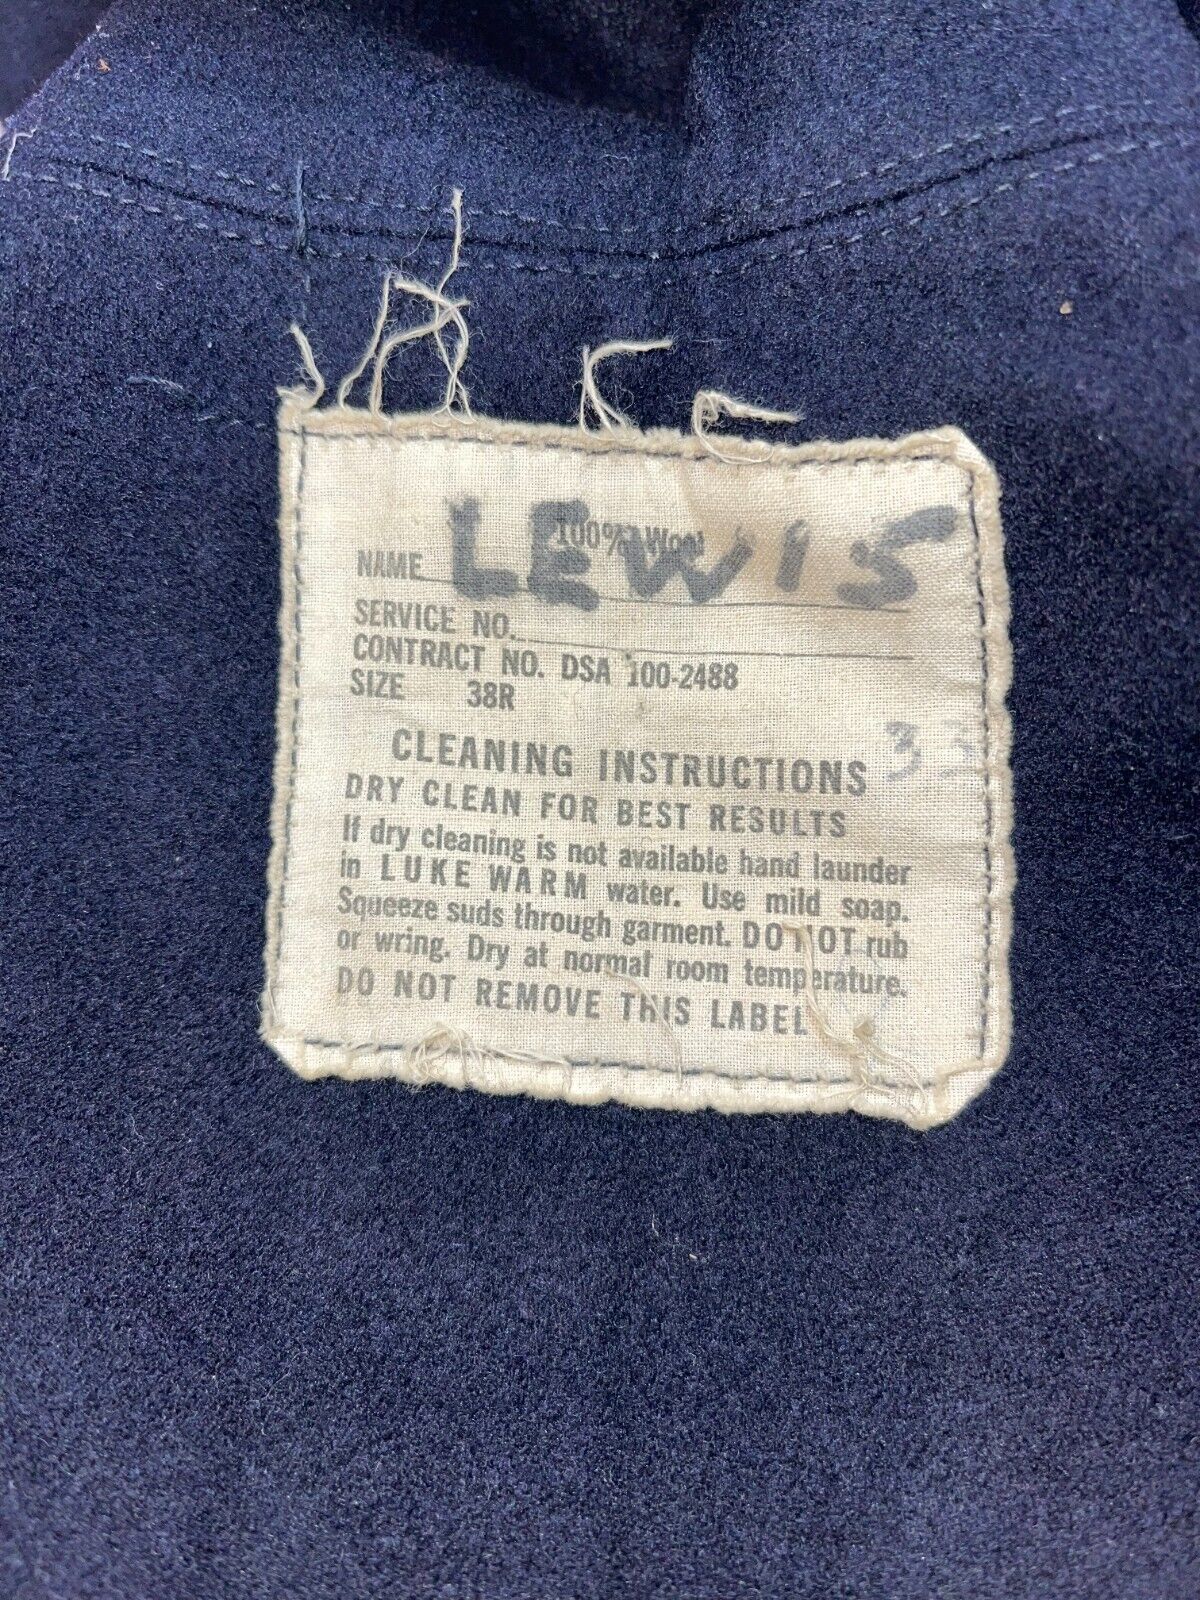 100% Wool
NAME LEWIS
SERVICE NO.
CONTRACT NO. DSA 100-2488
SIZE 38R
33
CLEANING INSTRUCTIONS
DRY CLEAN FOR BEST RESULTS
If dry cleaning is not available hand launder
in LUKE WARM water. Use mild soap.
Squeeze suds through garment. DO NOT rub
or wring. Dry at normal room temperature.
DO NOT REMOVE THIS LABEL